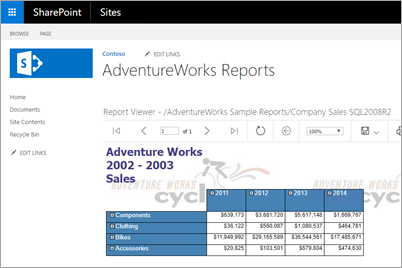 SharePoint Sites
BROWSE PAGE
Contoso EDIT LINKS
AdventureWorks Reports
Home
Documents
Site Contents
Recycle Bin
EDIT LINKS
Report Viewer - /AdventureWorks Sample Reports/Company Sales SQL2008R2
1 of 1 100%
Adventure Works
2002 - 2003
Sales
ADVENTURE WORKS
cycl
2011 2012 2013 2014
Components $639,173 $3,881,720 $5,617,148 $1,669,767
Clothing $36,142 $560,087 $1,080,537 $464,761
Bikes $11,949,992 $29,165,569 $36,544,561 $17,485,671
Accessories $20,825 $103,501 $679,804 $474,630